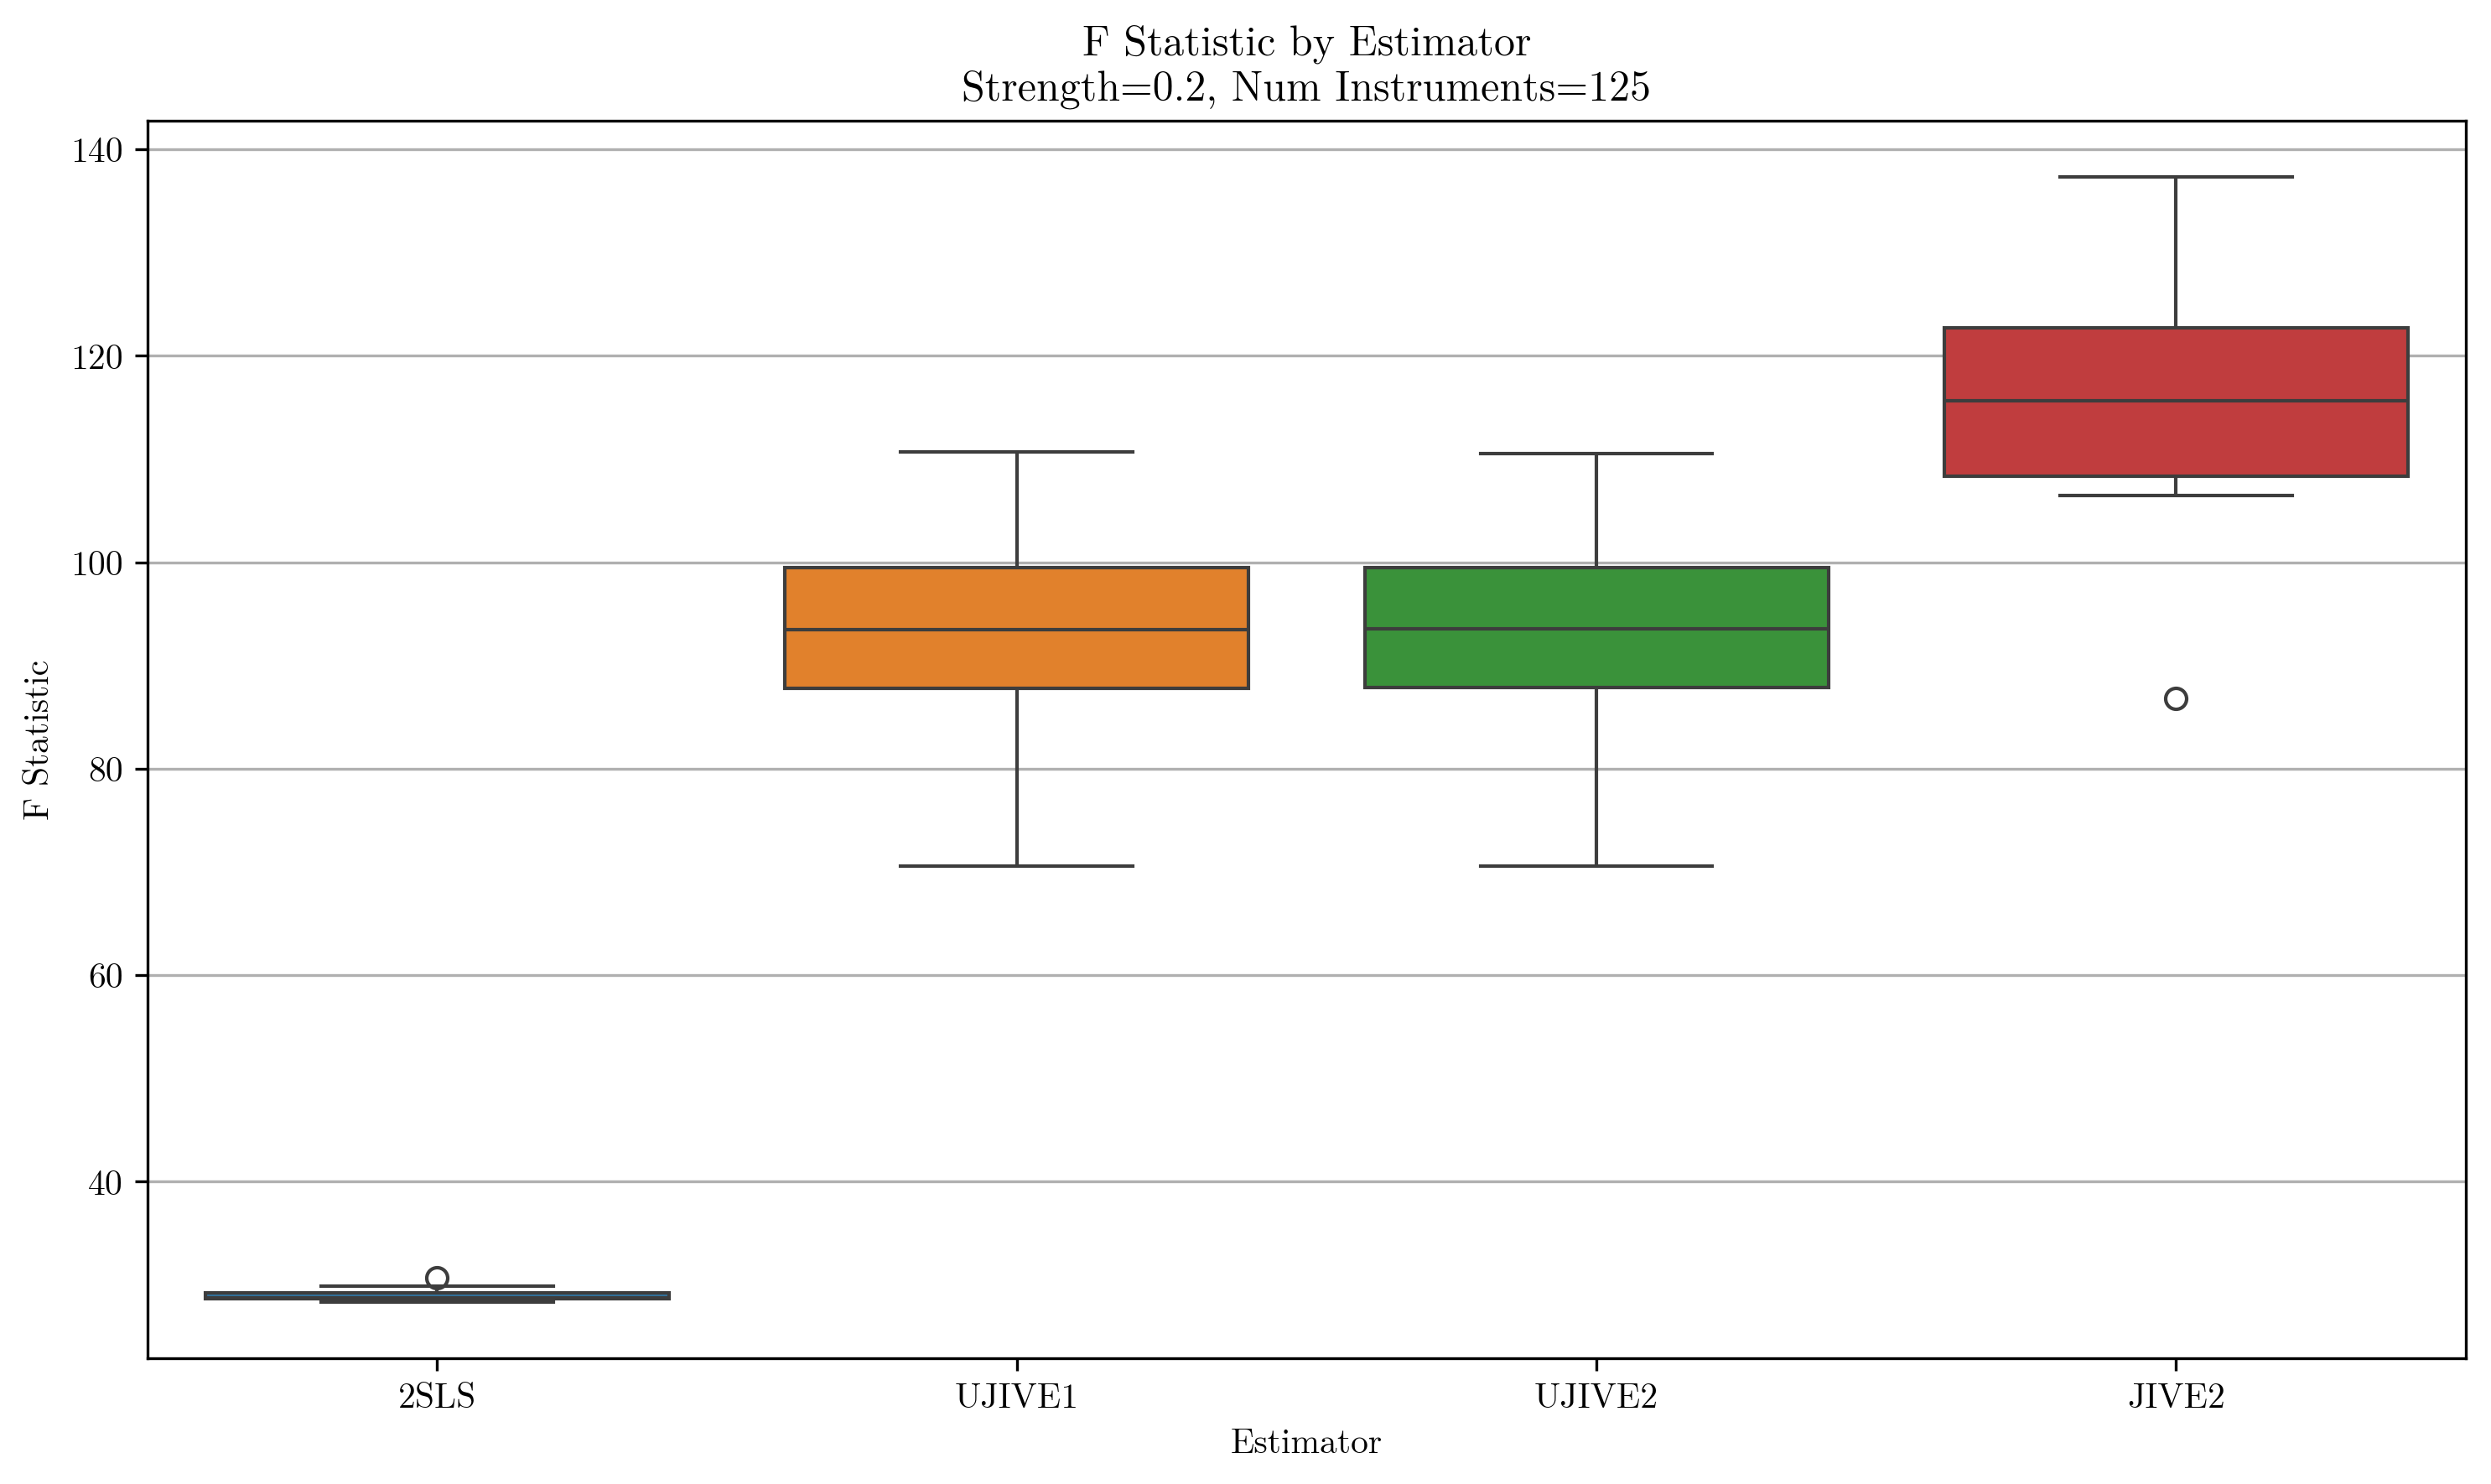 F Statistic by Estimator
Strength=0.2, Num Instruments=125
140
120
100
80
60
40
F Statistic
2SLS
UJIVE1
UJIVE2
JIVE2
Estimator